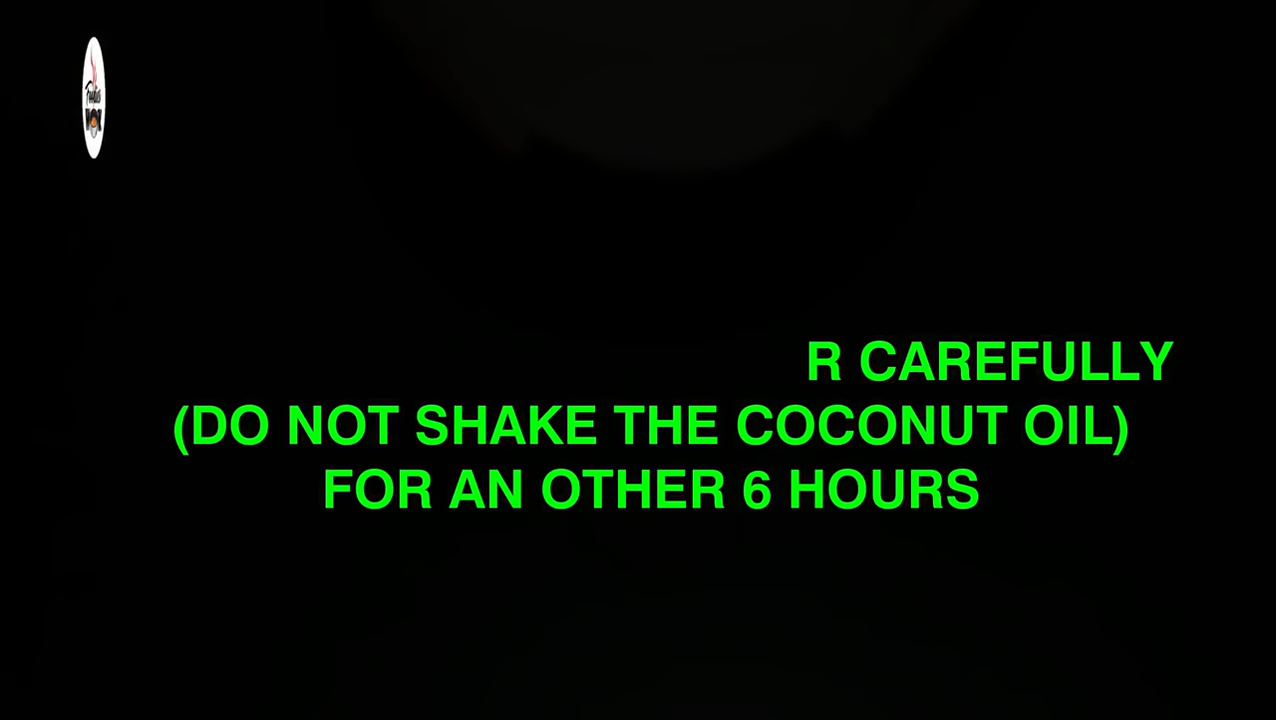 R CAREFULLY
(DO NOT SHAKE THE COCONUT OIL)
FOR AN OTHER 6 HOURS